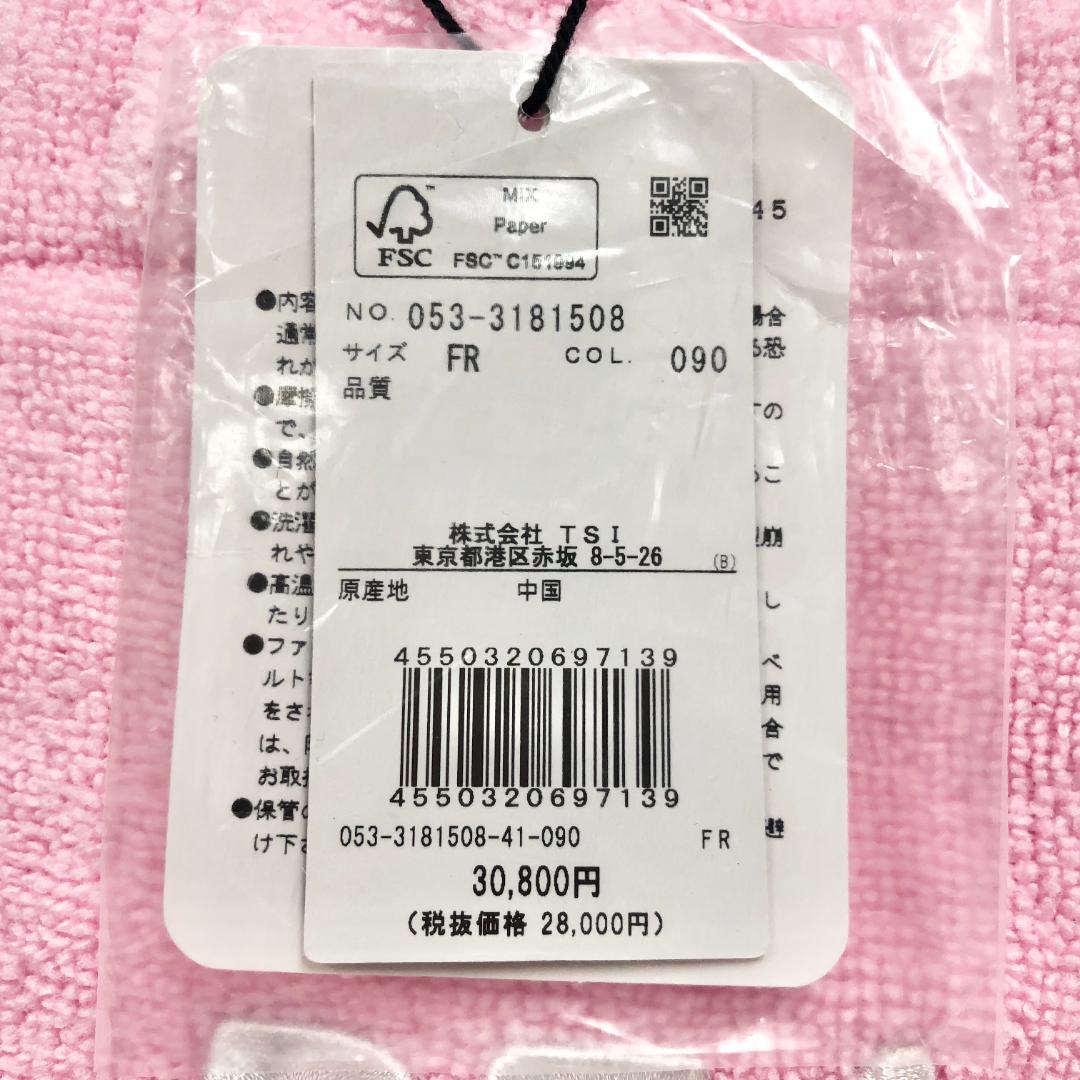 MIX
Paper
FSC
FSC™ C151994
45
NO. 053-3181508
サイズ FR COL. 090
品質
株式会社 TSI
東京都港区赤坂 8-5-26 (B)
原産地 中国
4550320697139
4550320697139
053-3181508-41-090 FR
30,800円
(税抜価格 28,000円)
●内容
通常
れが
で、
●自然
とが
●洗濯
れや
●高温
たり
●ファ
ルト
をさ
は、
お取扱
●保管の
け下さ
場合
る恐
すの
るこ
崩
し
べ
用
合
で
避